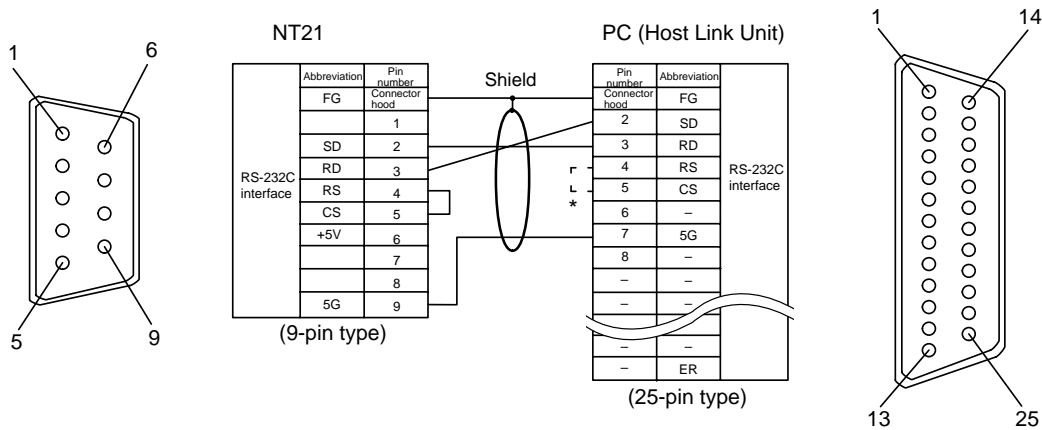 NT21
PC (Host Link Unit)
1
6
5
9
Abbreviation Pin number
FG Connector hood
1
SD 2
RD 3
RS 4
CS 5
+5V 6
7
8
5G 9
RS-232C interface
(9-pin type)
Shield
Pin number Abbreviation
Connector hood FG
2 SD
3 RD
4 RS
5 CS
6 –
7 5G
8 –
– –
– –
– –
– ER
*
RS-232C interface
(25-pin type)
1
14
13
25